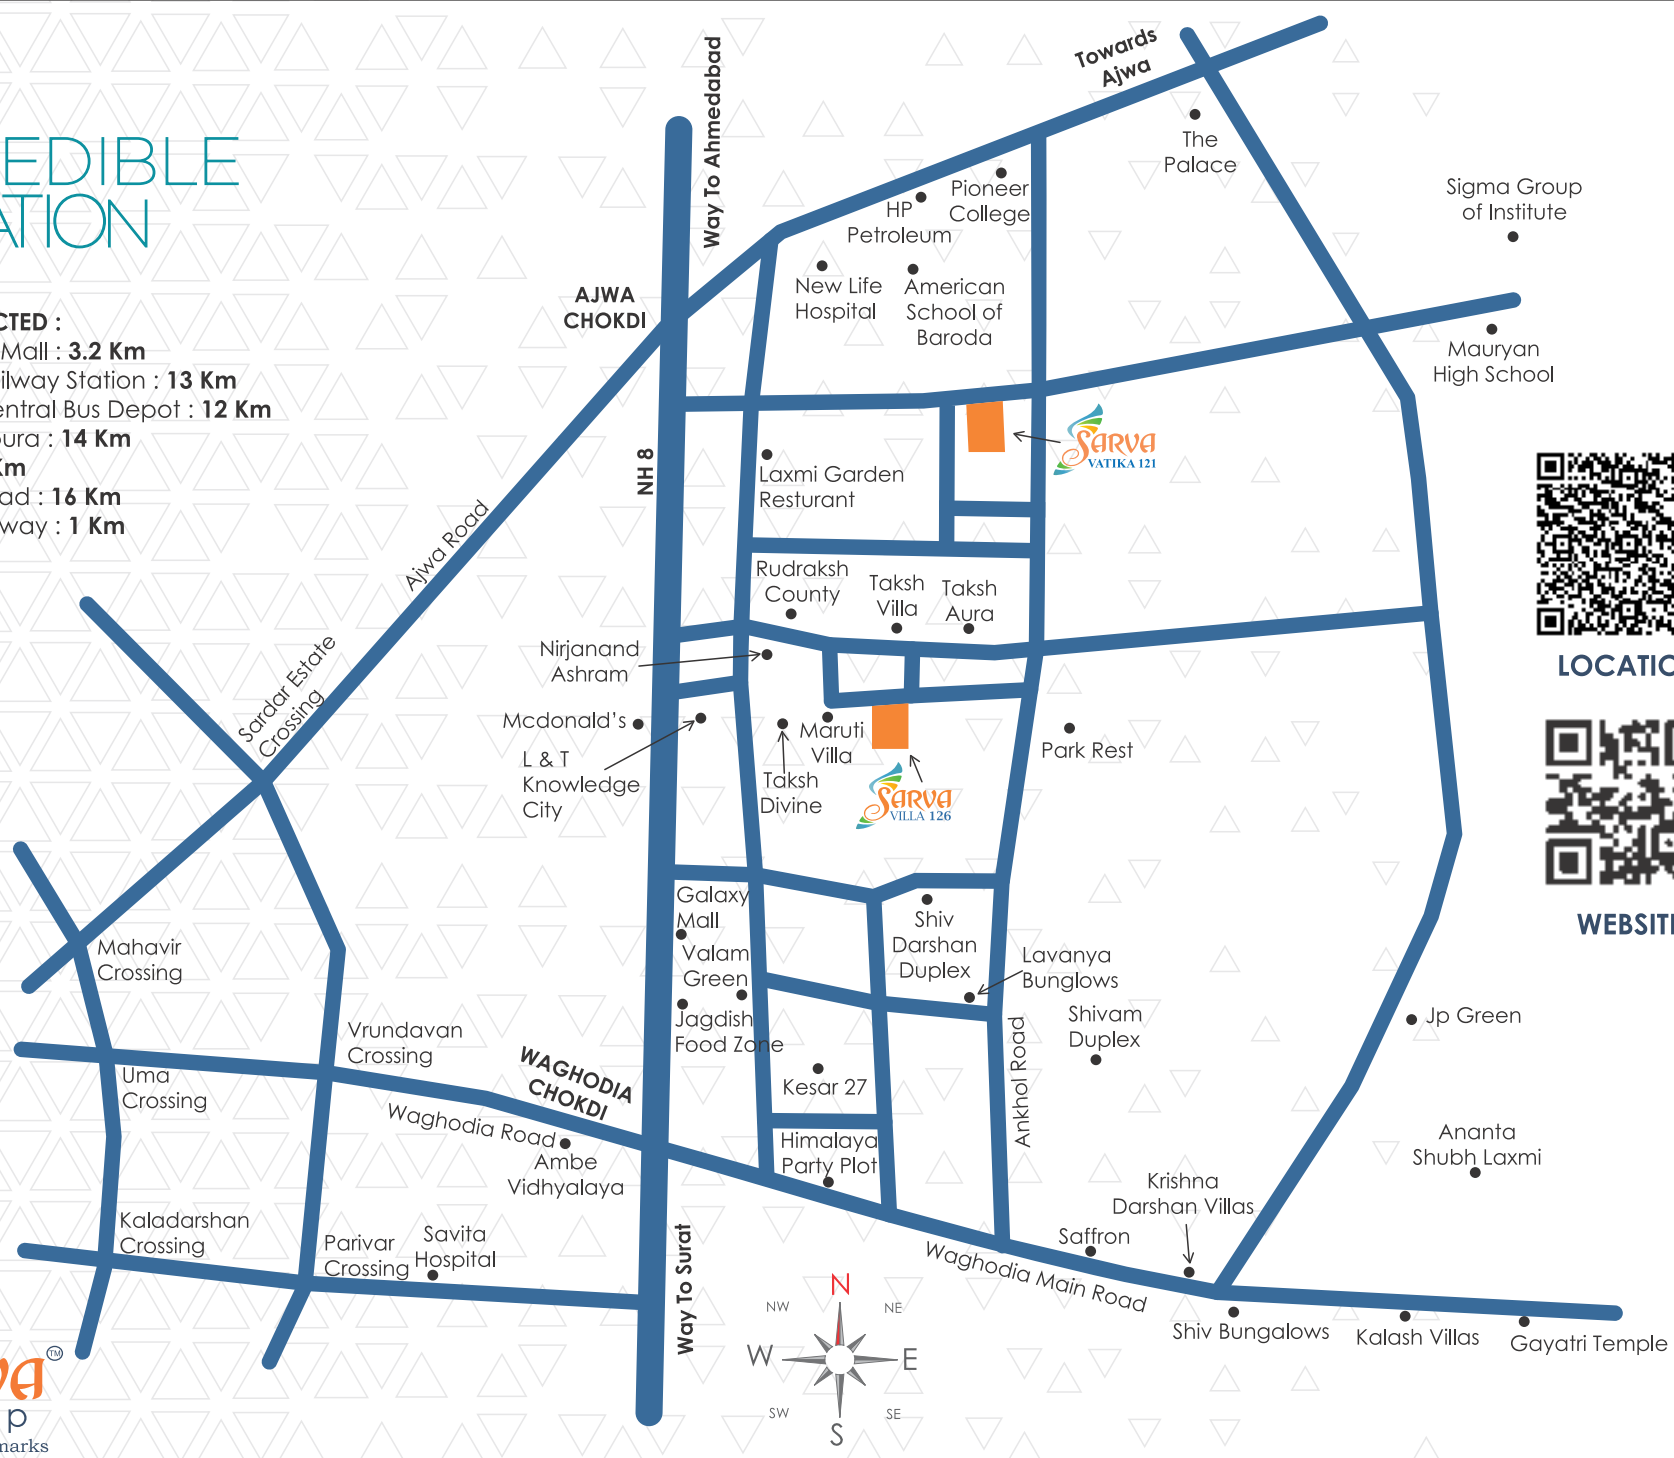 EDIBLE
ATION
CTED :
Mall : 3.2 Km
ilway Station : 13 Km
entral Bus Depot : 12 Km
ura : 14 Km
Km
ad : 16 Km
way : 1 Km
Way To Ahmedabad
Towards
Ajwa
The
Palace
Pioneer
College
HP
Petroleum
Sigma Group
of Institute
New Life
Hospital
American
School of
Baroda
AJWA
CHOKDI
Mauryan
High School
SARVA
VATIKA 121
NH 8
Laxmi Garden
Resturant
Ajwa Road
Rudraksh
County
Taksh
Villa
Taksh
Aura
Nirjanand
Ashram
LOCATIO
Sardar Estate
Crossing
Mcdonald's
L & T
Knowledge
City
Maruti
Villa
Taksh
Divine
Park Rest
SARVA
VILLA 126
Galaxy
Mall
Valam
Green
Jagdish
Food Zone
Shiv
Darshan
Duplex
Lavanya
Bunglows
WEBSIT
Mahavir
Crossing
Shivam
Duplex
Jp Green
Vrundavan
Crossing
Uma
Crossing
WAGHODIA
CHOKDI
Kesar 27
Ankhol Road
Waghodia Road
Ambe
Vidhyalaya
Himalaya
Party Plot
Ananta
Shubh Laxmi
Krishna
Darshan Villas
Kaladarshan
Crossing
Parivar
Crossing
Savita
Hospital
Way To Surat
Saffron
Waghodia Main Road
Shiv Bungalows
Kalash Villas
Gayatri Temple
N
NW
NE
W
E
SW
SE
S
VA
TM
p
marks